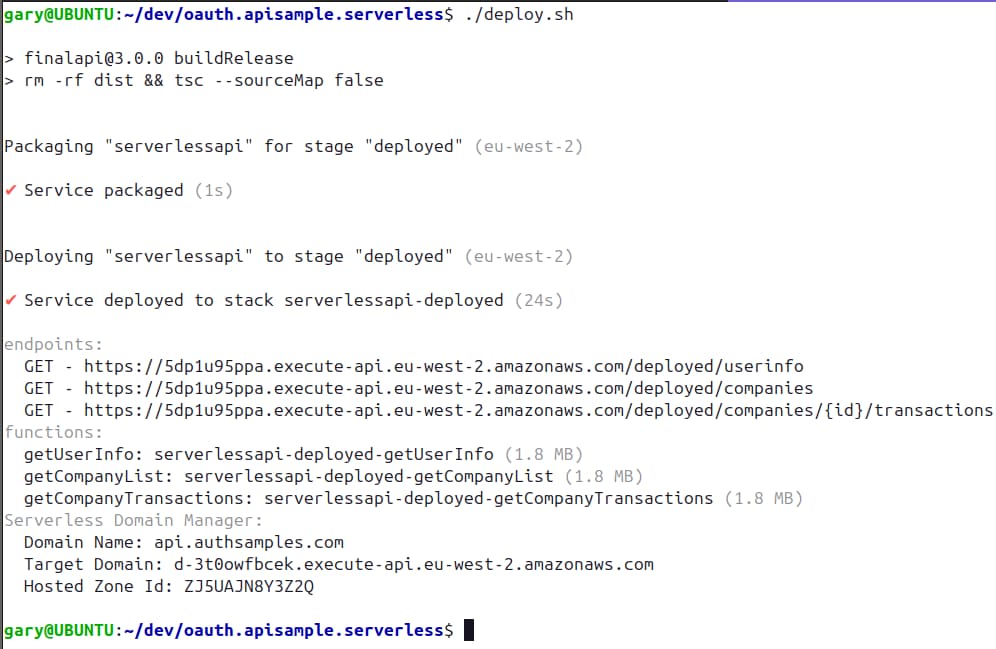 gary@UBUNTU:~/dev/oauth.apisample.serverless$ ./deploy.sh
> finalapi@3.0.0 buildRelease
> rm -rf dist && tsc --sourceMap false
Packaging "serverlessapi" for stage "deployed" (eu-west-2)
✔ Service packaged (1s)
Deploying "serverlessapi" to stage "deployed" (eu-west-2)
✔ Service deployed to stack serverlessapi-deployed (24s)
endpoints:
GET - https://5dp1u95ppa.execute-api.eu-west-2.amazonaws.com/deployed/userinfo
GET - https://5dp1u95ppa.execute-api.eu-west-2.amazonaws.com/deployed/companies
GET - https://5dp1u95ppa.execute-api.eu-west-2.amazonaws.com/deployed/companies/{id}/transactions
functions:
getUserInfo: serverlessapi-deployed-getUserInfo (1.8 MB)
getCompanyList: serverlessapi-deployed-getCompanyList (1.8 MB)
getCompanyTransactions: serverlessapi-deployed-getCompanyTransactions (1.8 MB)
Serverless Domain Manager:
Domain Name: api.authsamples.com
Target Domain: d-3t0owfbcek.execute-api.eu-west-2.amazonaws.com
Hosted Zone Id: ZJ5UAJN8Y3Z2Q
gary@UBUNTU:~/dev/oauth.apisample.serverless$